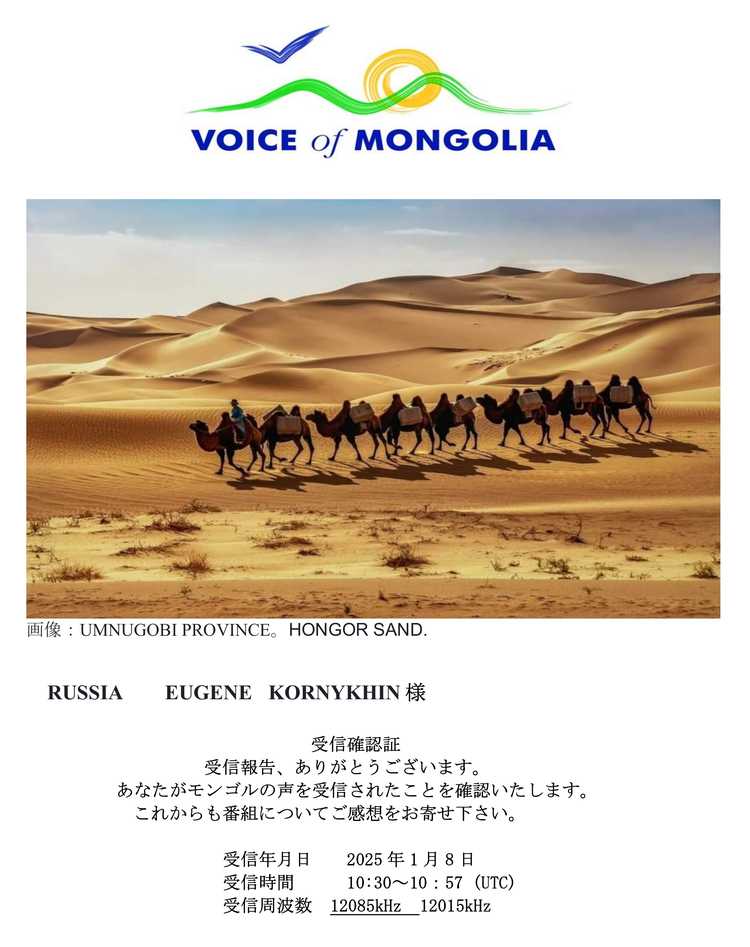 VOICE of MONGOLIA
画像：UMNUGOBI PROVINCE。HONGOR SAND.
RUSSIA EUGENE KORNYKHIN 様
受信確認証
受信報告、ありがとうございます。
あなたがモンゴルの声を受信されたことを確認いたします。
これからも番組についてご感想をお寄せ下さい。
受信年月日 2025 年 1 月 8 日
受信時間 10:30～10：57 (UTC)
受信周波数 12085kHz 12015kHz